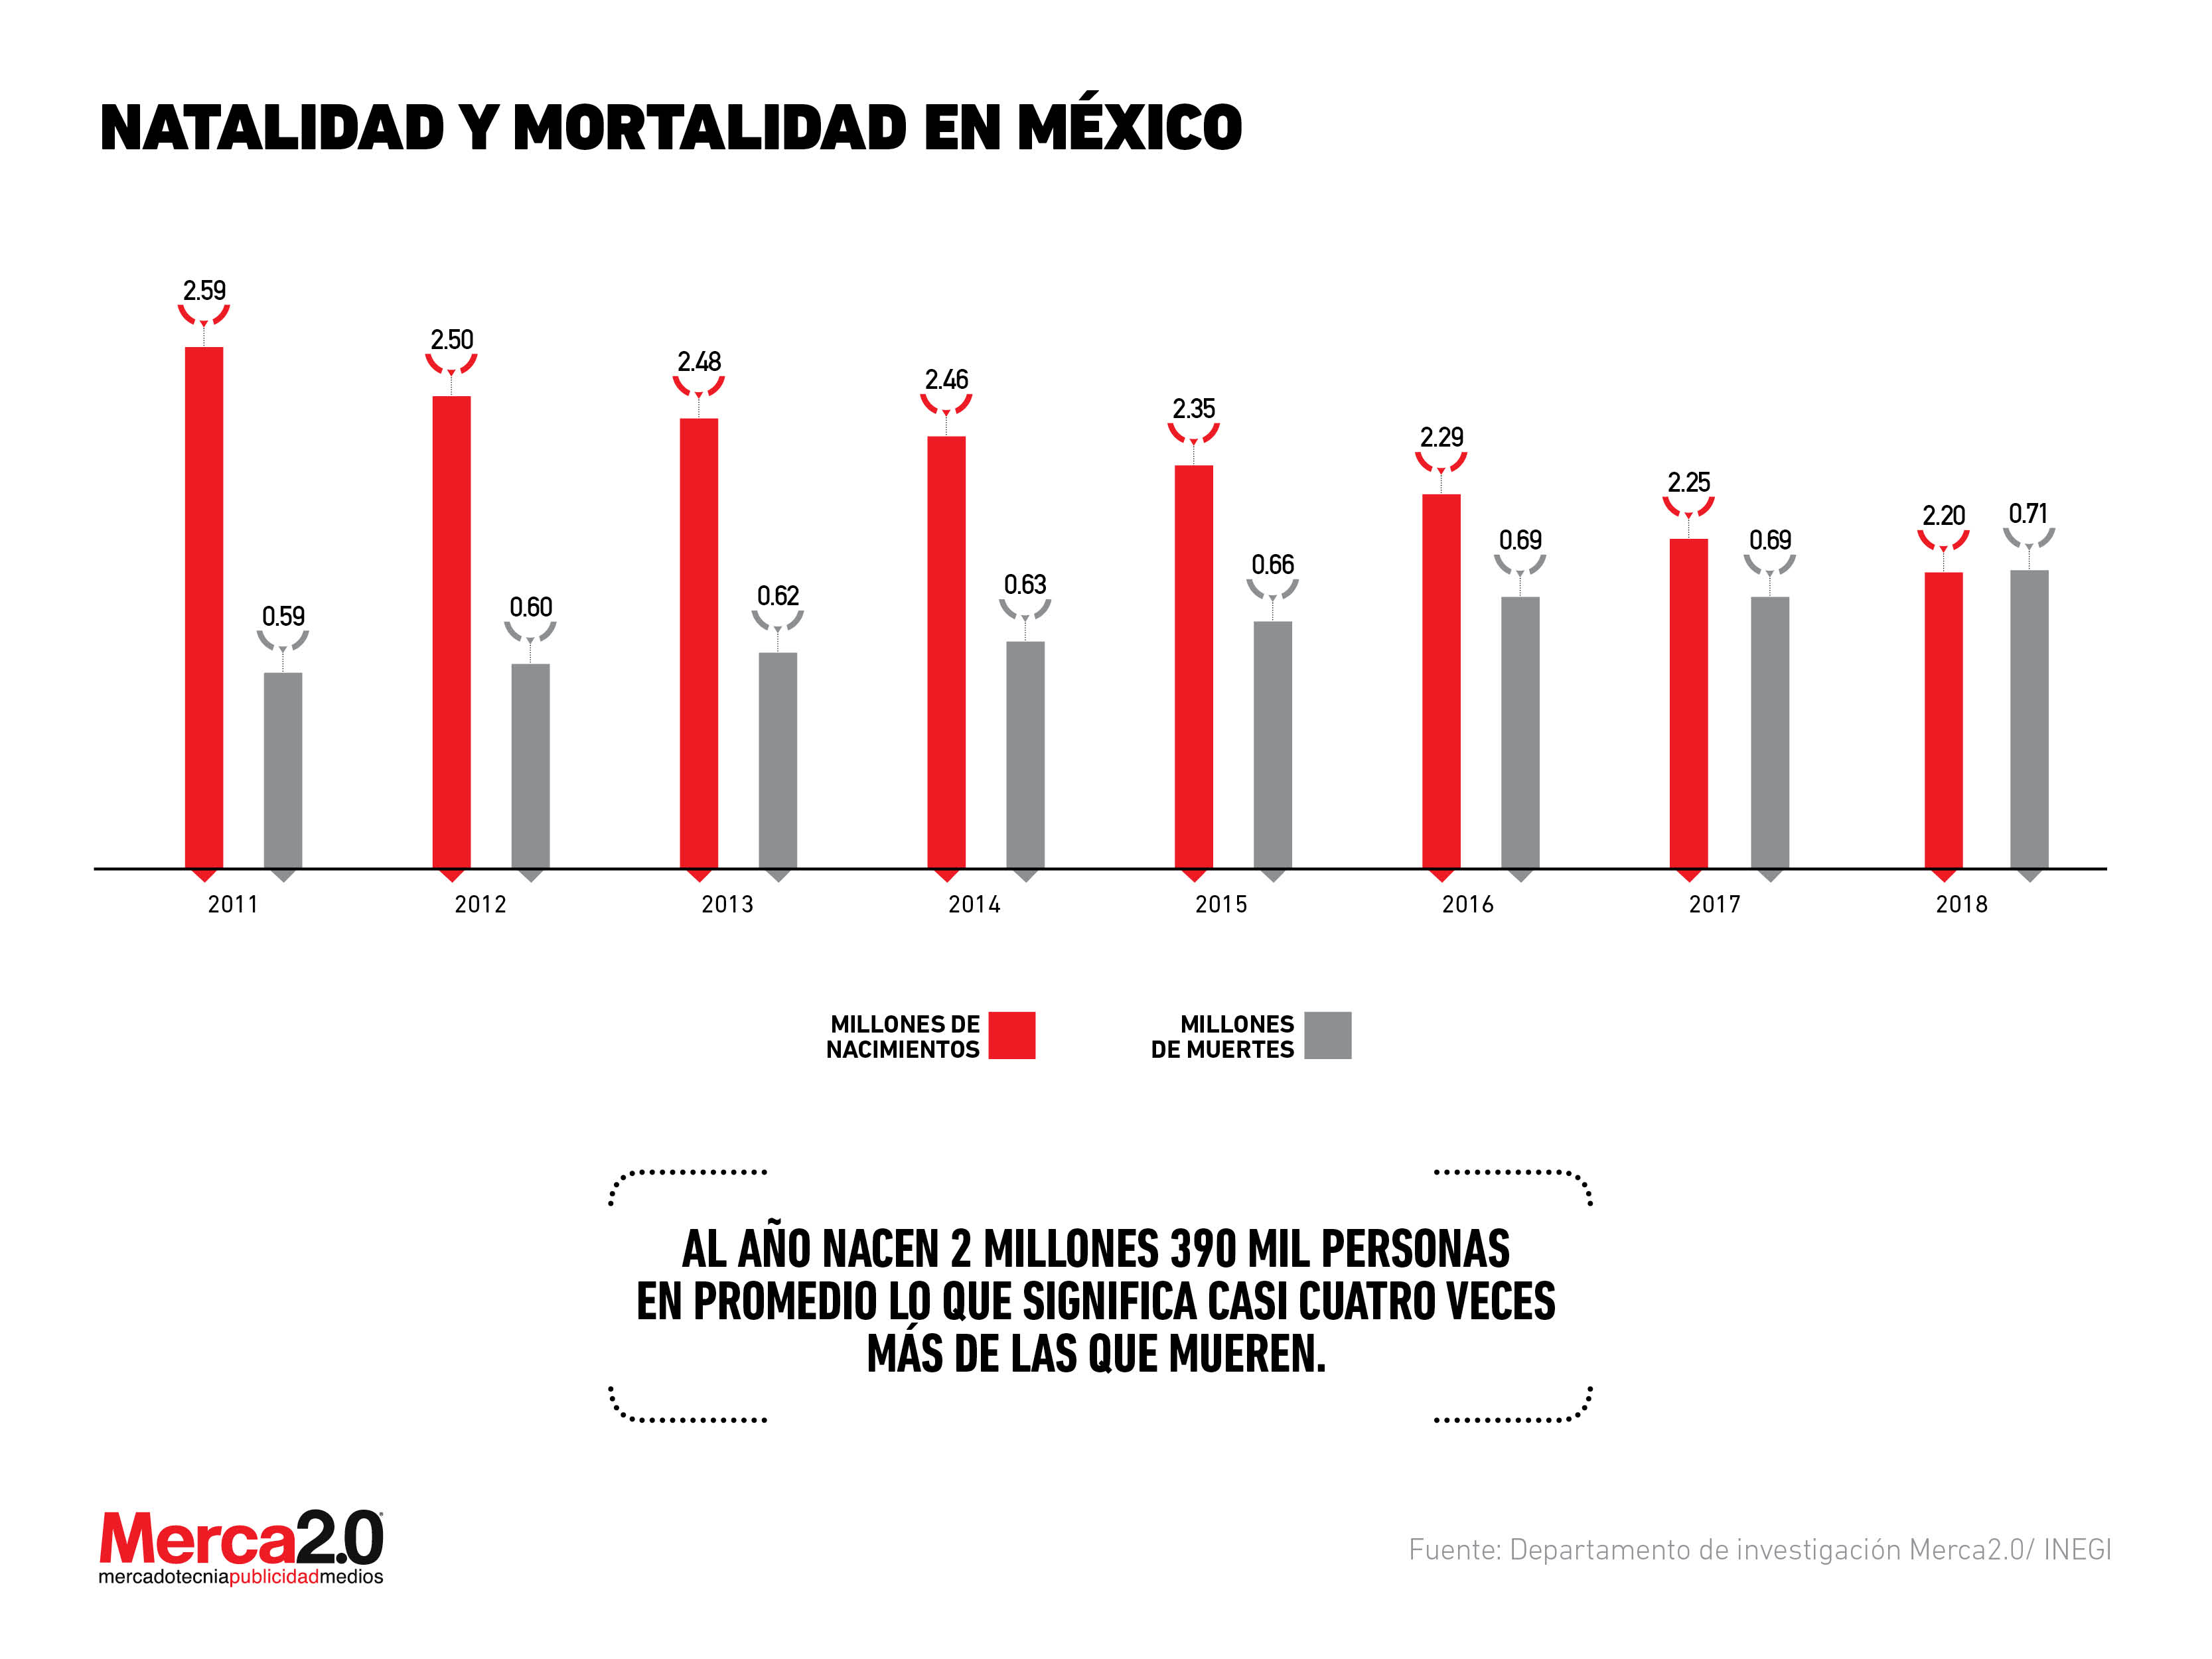 NATALIDAD Y MORTALIDAD EN MÉXICO
2.59
0.59
2.50
0.60
2.48
0.62
2.46
0.63
2.35
0.66
2.29
0.69
2.25
0.69
2.20
0.71
2011
2012
2013
2014
2015
2016
2017
2018
MILLONES DE
NACIMIENTOS
MILLONES
DE MUERTES
AL AÑO NACEN 2 MILLONES 390 MIL PERSONAS
EN PROMEDIO LO QUE SIGNIFICA CASI CUATRO VECES
MÁS DE LAS QUE MUEREN.
Merca2.0
mercadotecniapublicidadmedios
Fuente: Departamento de investigación Merca2.0/ INEGI